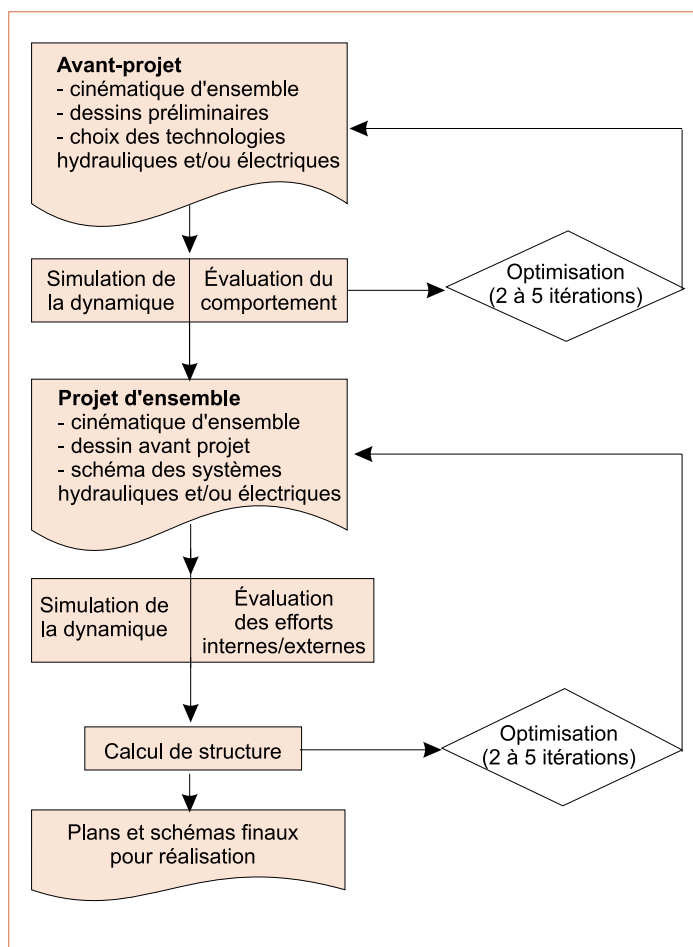 Avant-projet
- cinématique d'ensemble
- dessins préliminaires
- choix des technologies
hydrauliques et/ou électriques
Simulation de
la dynamique
Évaluation du
comportement
Optimisation
(2 à 5 itérations)
Projet d'ensemble
- cinématique d'ensemble
- dessin avant projet
- schéma des systèmes
hydrauliques et/ou électriques
Simulation de
la dynamique
Évaluation
des efforts
internes/externes
Calcul de structure
Optimisation
(2 à 5 itérations)
Plans et schémas finaux
pour réalisation